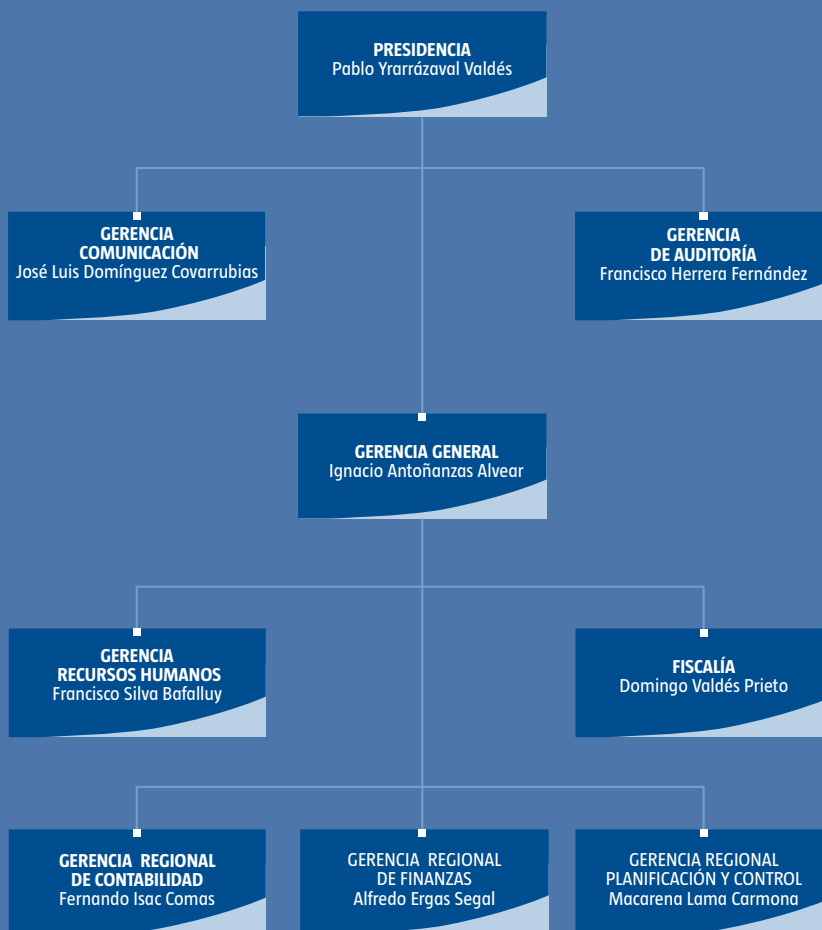 PRESIDENCIA
Pablo Yrarrázaval Valdés
GERENCIA
COMUNICACIÓN
José Luis Domínguez Covarrubias
GERENCIA
DE AUDITORÍA
Francisco Herrera Fernández
GERENCIA GENERAL
Ignacio Antoñanzas Alvear
GERENCIA
RECURSOS HUMANOS
Francisco Silva Bafalluy
FISCALÍA
Domingo Valdés Prieto
GERENCIA REGIONAL
DE CONTABILIDAD
Fernando Isac Comas
GERENCIA REGIONAL
DE FINANZAS
Alfredo Ergas Segal
GERENCIA REGIONAL
PLANIFICACIÓN Y CONTROL
Macarena Lama Carmona